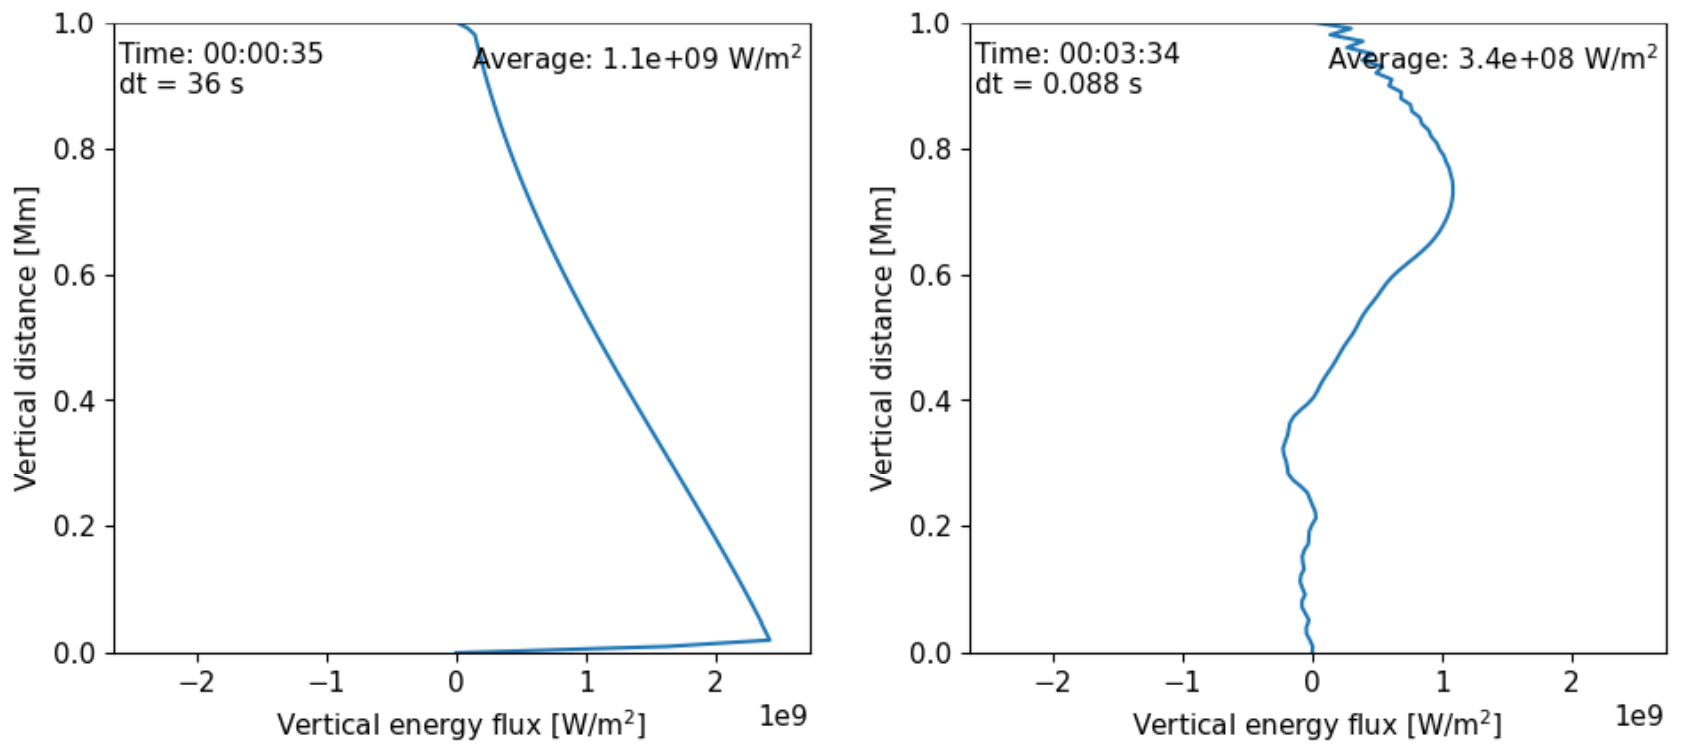 1.0
Time: 00:00:35
Average: 1.1e+09 W/m²
dt = 36 s
0.8
0.6
0.4
0.2
0.0
Vertical distance [Mm]
−2 −1 0 1 2
1e9
Vertical energy flux [W/m²]
1.0
Time: 00:03:34
Average: 3.4e+08 W/m²
dt = 0.088 s
0.8
0.6
0.4
0.2
0.0
Vertical distance [Mm]
−2 −1 0 1 2
1e9
Vertical energy flux [W/m²]